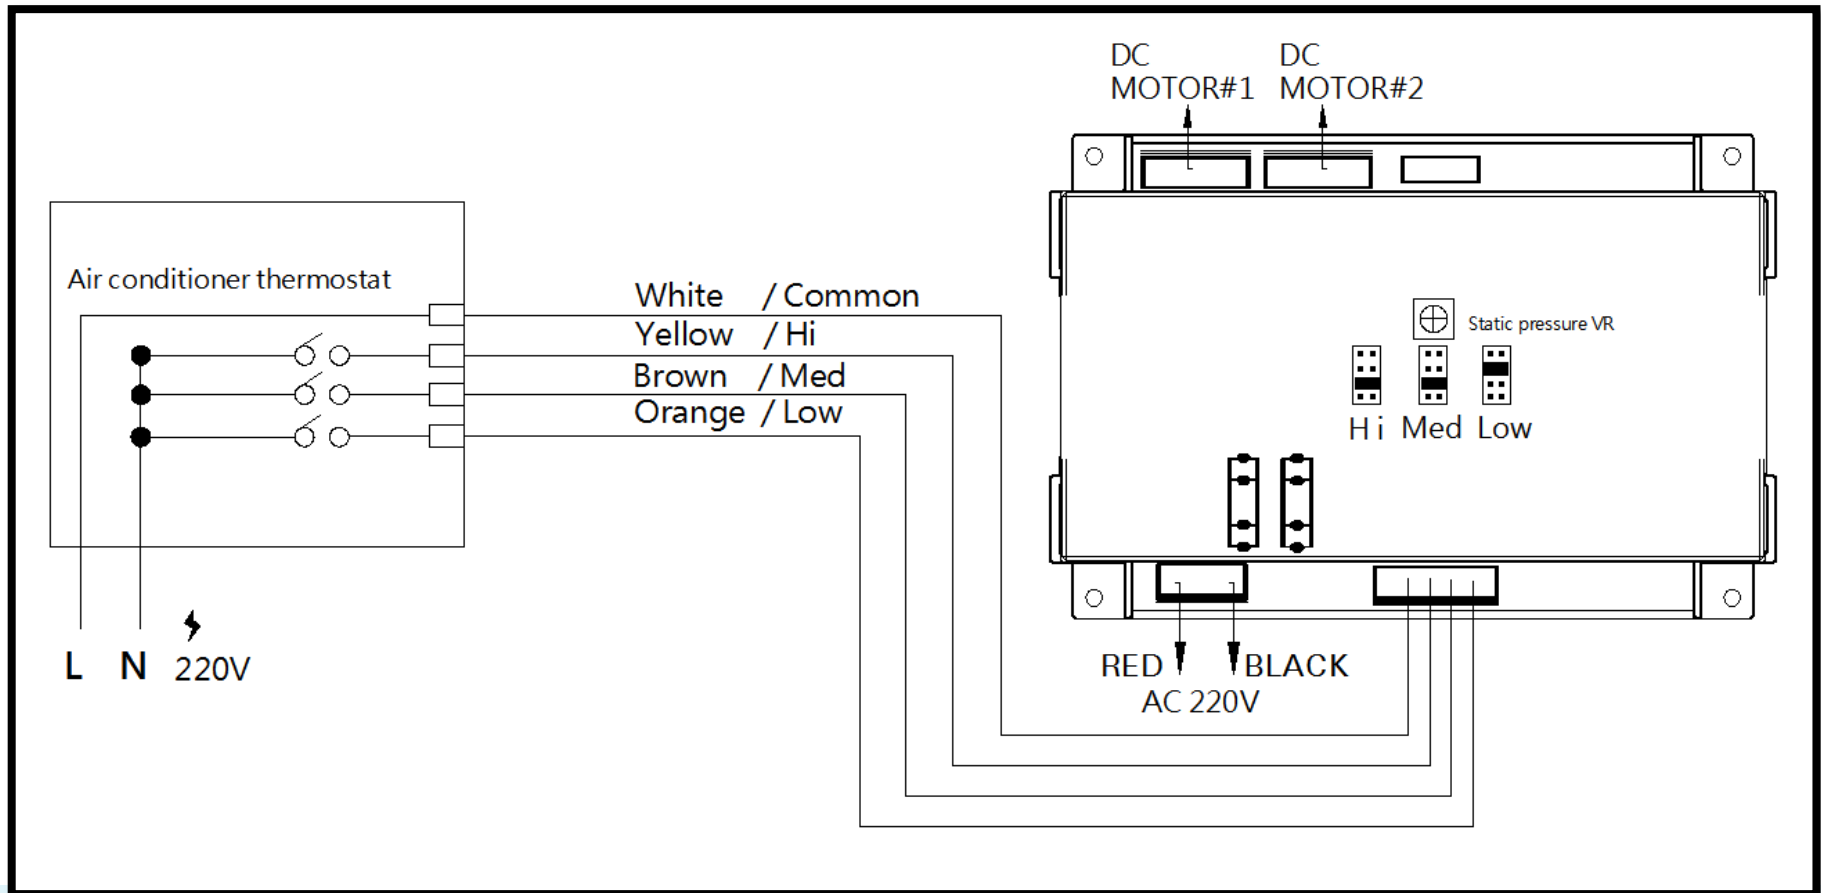 DC
MOTOR#1
DC
MOTOR#2
Air conditioner thermostat
White / Common
Yellow / Hi
Brown / Med
Orange / Low
Static pressure VR
Hi Med Low
L N 220V
RED BLACK
AC 220V